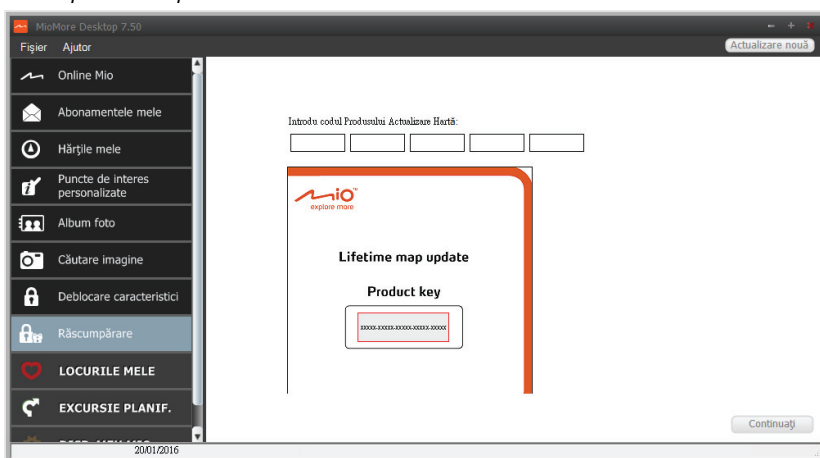 MioMore Desktop 7.50
Fișier Ajutor
Actualizare nouă
Online Mio
Abonamentele mele
Hărțile mele
Puncte de interes
personalizate
Album foto
Căutare imagine
Deblocare caracteristici
Răscumpărare
LOCURILE MELE
EXCURSIE PLANIF.
Introdu codul Produsului Actualizare Hartă:
Mio™
explore more
Lifetime map update
Product key
xxxxx-xxxxx-xxxxx-xxxxx-xxxxx
Continuați
20/01/2016